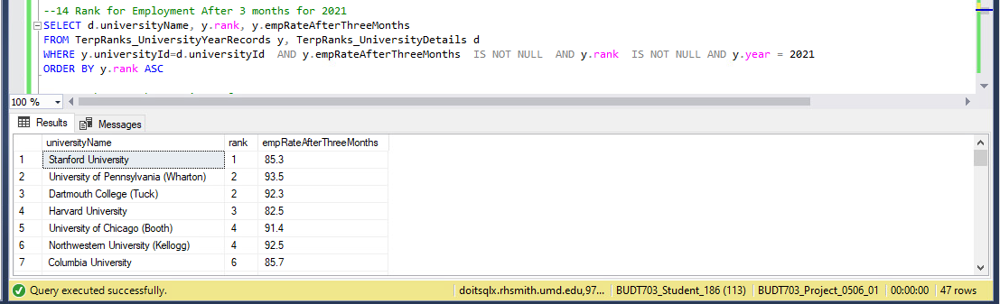 --14 Rank for Employment After 3 months for 2021
SELECT d.universityName, y.rank, y.empRateAfterThreeMonths
FROM TerpRanks_UniversityYearRecords y, TerpRanks_UniversityDetails d
WHERE y.universityId=d.universityId  AND y.empRateAfterThreeMonths  IS NOT NULL  AND y.rank  IS NOT NULL AND y.year = 2021
ORDER BY y.rank ASC
100 %
Results Messages
universityName rank empRateAfterThreeMonths
1 Stanford University 1 85.3
2 University of Pennsylvania (Wharton) 2 93.5
3 Dartmouth College (Tuck) 2 92.3
4 Harvard University 3 82.5
5 University of Chicago (Booth) 4 91.4
6 Northwestern University (Kellogg) 4 92.5
7 Columbia University 6 85.7
Query executed successfully. doitsqlx.rhsmith.umd.edu,97... BUDT703_Student_186 (113) BUDT703_Project_0506_01 00:00:00 47 rows